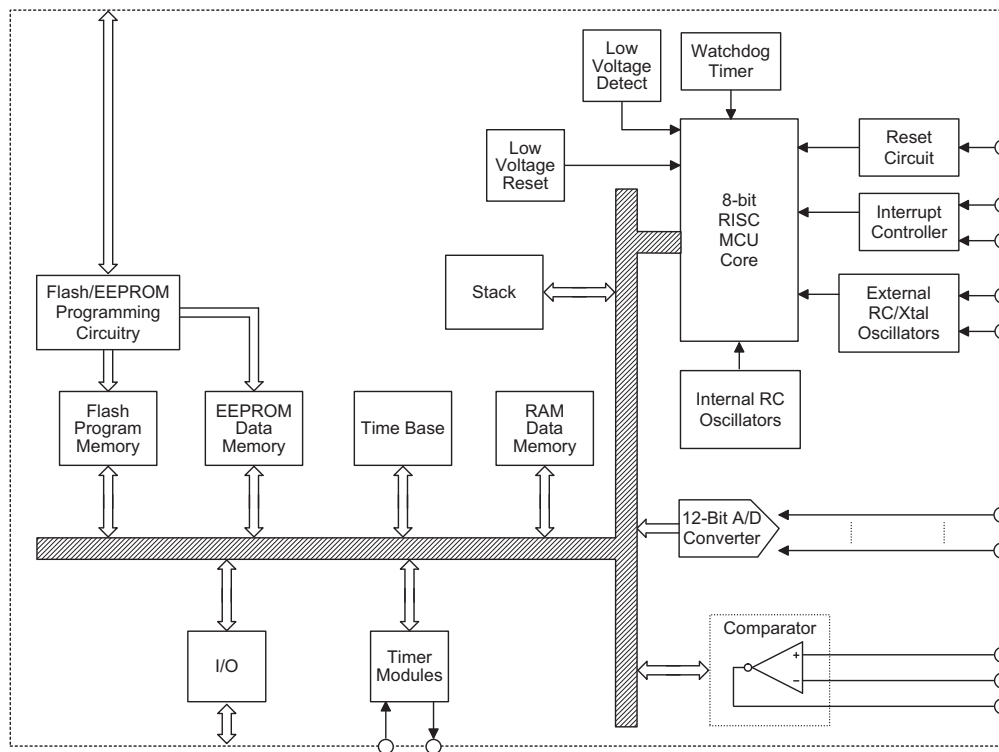 Low
Voltage
Detect
Watchdog
Timer
Low
Voltage
Reset
8-bit
RISC
MCU
Core
Reset
Circuit
Interrupt
Controller
External
RC/Xtal
Oscillators
Flash/EEPROM
Programming
Circuitry
Stack
Internal RC
Oscillators
Flash
Program
Memory
EEPROM
Data
Memory
Time Base
RAM
Data
Memory
12-Bit A/D
Converter
I/O
Timer
Modules
Comparator
+
−